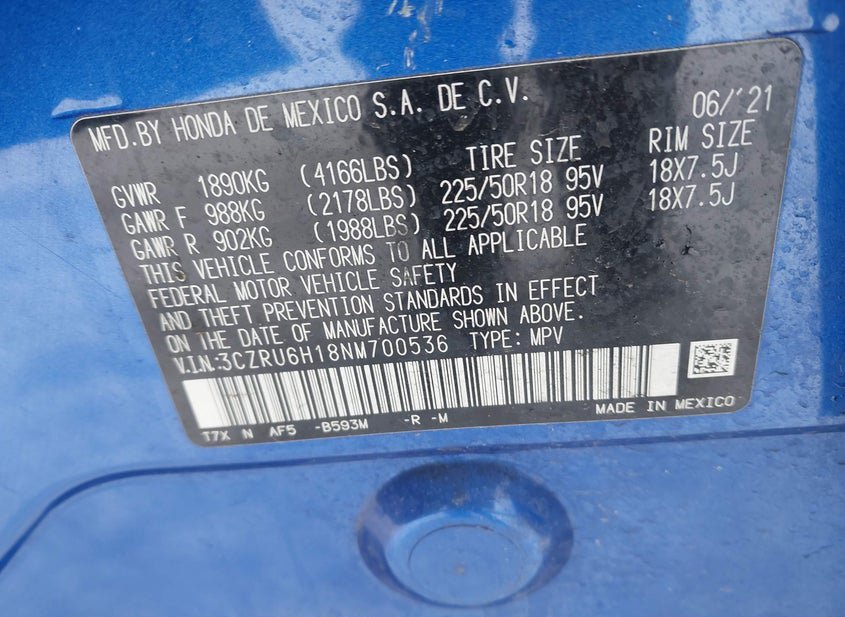 MFD.BY HONDA DE MEXICO S.A. DE C.V. 06/'21
TIRE SIZE RIM SIZE
GVWR 1890KG (4166LBS)
GAWR F 988KG (2178LBS) 225/50R18 95V 18X7.5J
GAWR R 902KG (1988LBS) 225/50R18 95V 18X7.5J
THIS VEHICLE CONFORMS TO ALL APPLICABLE
FEDERAL MOTOR VEHICLE SAFETY
AND THEFT PREVENTION STANDARDS IN EFFECT
ON THE DATE OF MANUFACTURE SHOWN ABOVE.
V.I.N:3CZRU6H18NM700536 TYPE: MPV
T7X N AF5 -B593M -R -M MADE IN MEXICO